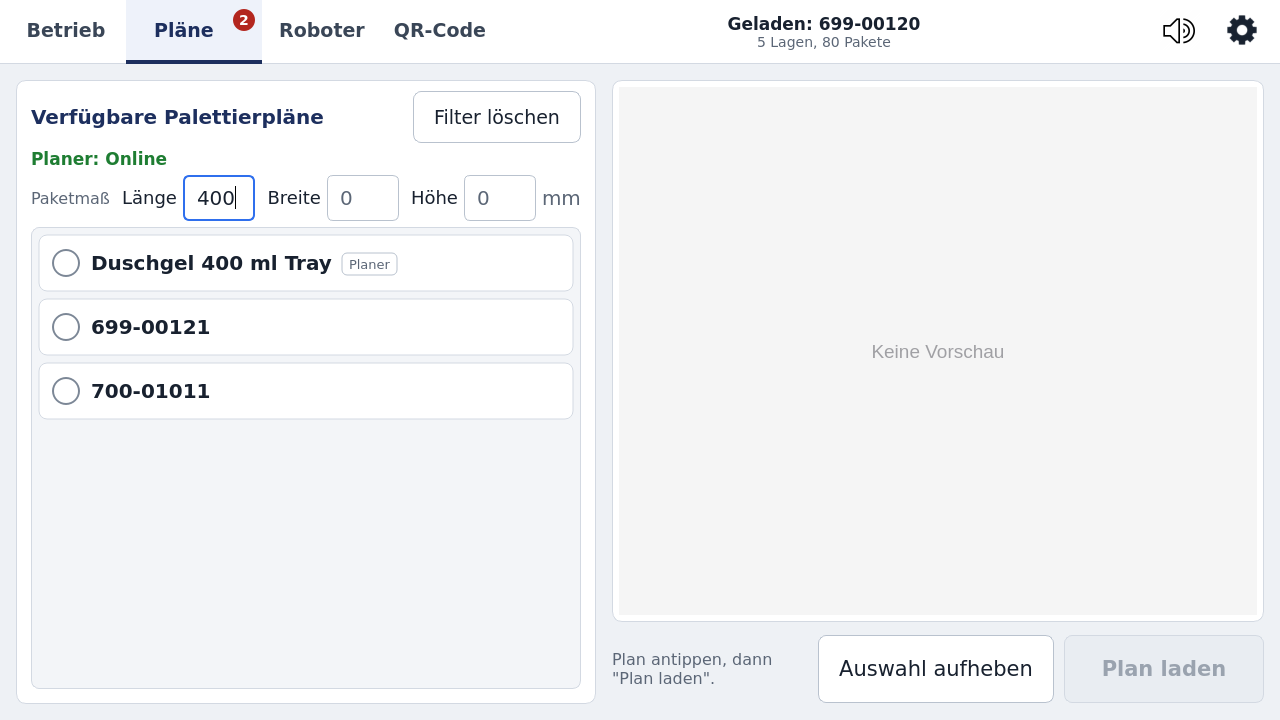 Betrieb
Pläne
2
Roboter
QR-Code
Geladen: 699-00120
5 Lagen, 80 Pakete
Verfügbare Palettierpläne
Filter löschen
Planer: Online
Paketmaß Länge 400 Breite 0 Höhe 0 mm
Duschgel 400 ml Tray Planer
699-00121
700-01011
Keine Vorschau
Plan antippen, dann
"Plan laden".
Auswahl aufheben
Plan laden